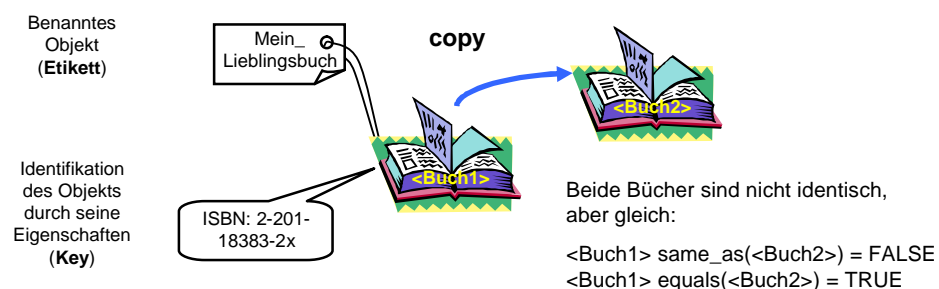 Benanntes
Objekt
(Etikett)
Mein_
Lieblingsbuch
copy
<Buch1>
<Buch2>
Identifikation
des Objekts
durch seine
Eigenschaften
(Key)
ISBN: 2-201-
18383-2x
Beide Bücher sind nicht identisch,
aber gleich:
<Buch1> same_as(<Buch2>) = FALSE
<Buch1> equals(<Buch2>) = TRUE